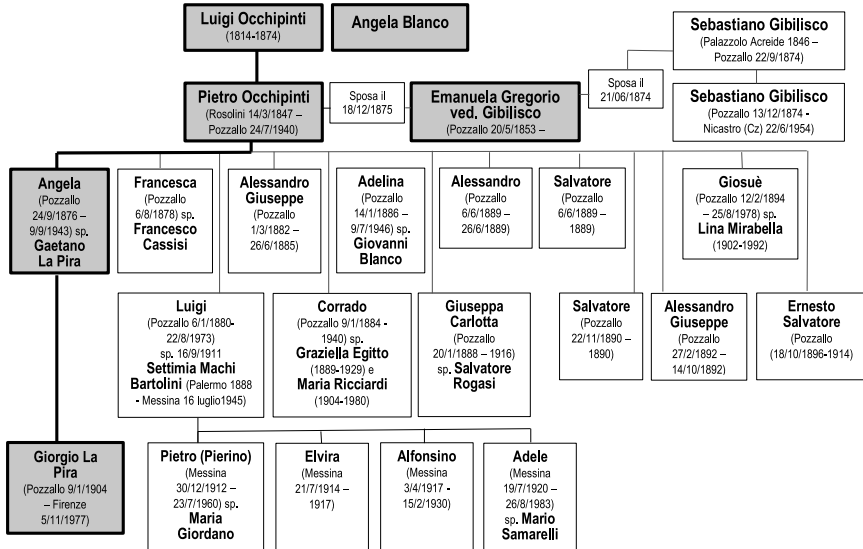 Luigi Occhipinti
(1814-1874)
Angela Blanco
Sebastiano Gibilisco
(Palazzolo Acreide 1846 –
Pozzallo 22/9/1874)
Pietro Occhipinti
(Rosolini 14/3/1847 –
Pozzallo 24/7/1940)
Sposa il
18/12/1875
Emanuela Gregorio
ved. Gibilisco
(Pozzallo 20/5/1853 –
Sposa il
21/06/1874
Sebastiano Gibilisco
(Pozzallo 13/12/1874 -
Nicastro (Cz) 22/6/1954)
Angela
(Pozzallo
24/9/1876 –
9/9/1943) sp.
Gaetano
La Pira
Francesca
(Pozzallo
6/8/1878) sp.
Francesco
Cassisi
Alessandro
Giuseppe
(Pozzallo
1/3/1882 –
26/6/1885)
Adelina
(Pozzallo
14/1/1886 –
9/7/1946) sp.
Giovanni
Blanco
Alessandro
(Pozzallo
6/6/1889 –
26/6/1889)
Salvatore
(Pozzallo
6/6/1889 –
1889)
Giosuè
(Pozzallo 12/2/1894
– 25/8/1978) sp.
Lina Mirabella
(1902-1992)
Luigi
(Pozzallo 6/1/1880-
22/8/1973)
sp. 16/9/1911
Settimia Machi
Bartolini (Palermo 1888
- Messina 16 luglio1945)
Corrado
(Pozzallo 9/1/1884 -
1940) sp.
Graziella Egitto
(1889-1929) e
Maria Ricciardi
(1904-1980)
Giuseppa
Carlotta
(Pozzallo
20/1/1888 – 1916)
sp. Salvatore
Rogasi
Salvatore
(Pozzallo
22/11/1890 –
1890)
Alessandro
Giuseppe
(Pozzallo
27/2/1892 –
14/10/1892)
Ernesto
Salvatore
(Pozzallo
(18/10/1896-1914)
Giorgio La
Pira
(Pozzallo 9/1/1904
– Firenze
5/11/1977)
Pietro (Pierino)
(Messina
30/12/1912 –
23/7/1960) sp.
Maria
Giordano
Elvira
(Messina
21/7/1914 –
1917)
Alfonsino
(Messina
3/4/1917 -
15/2/1930)
Adele
(Messina
19/7/1920 –
26/8/1983)
sp. Mario
Samarelli